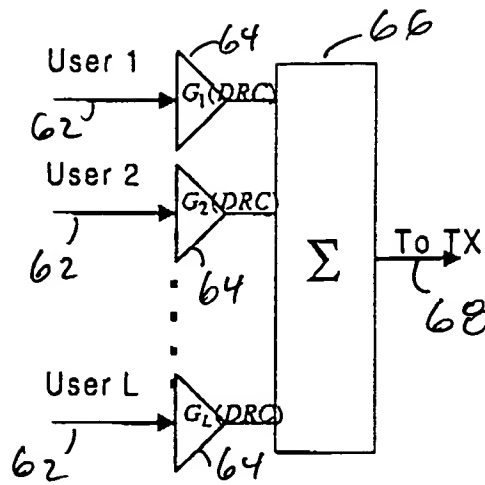 64
66
User 1
G₁(DRC)
62
User 2
G₂(DRC)
Σ
To TX
62
64
68
User L
G_L(DRC)
62
64